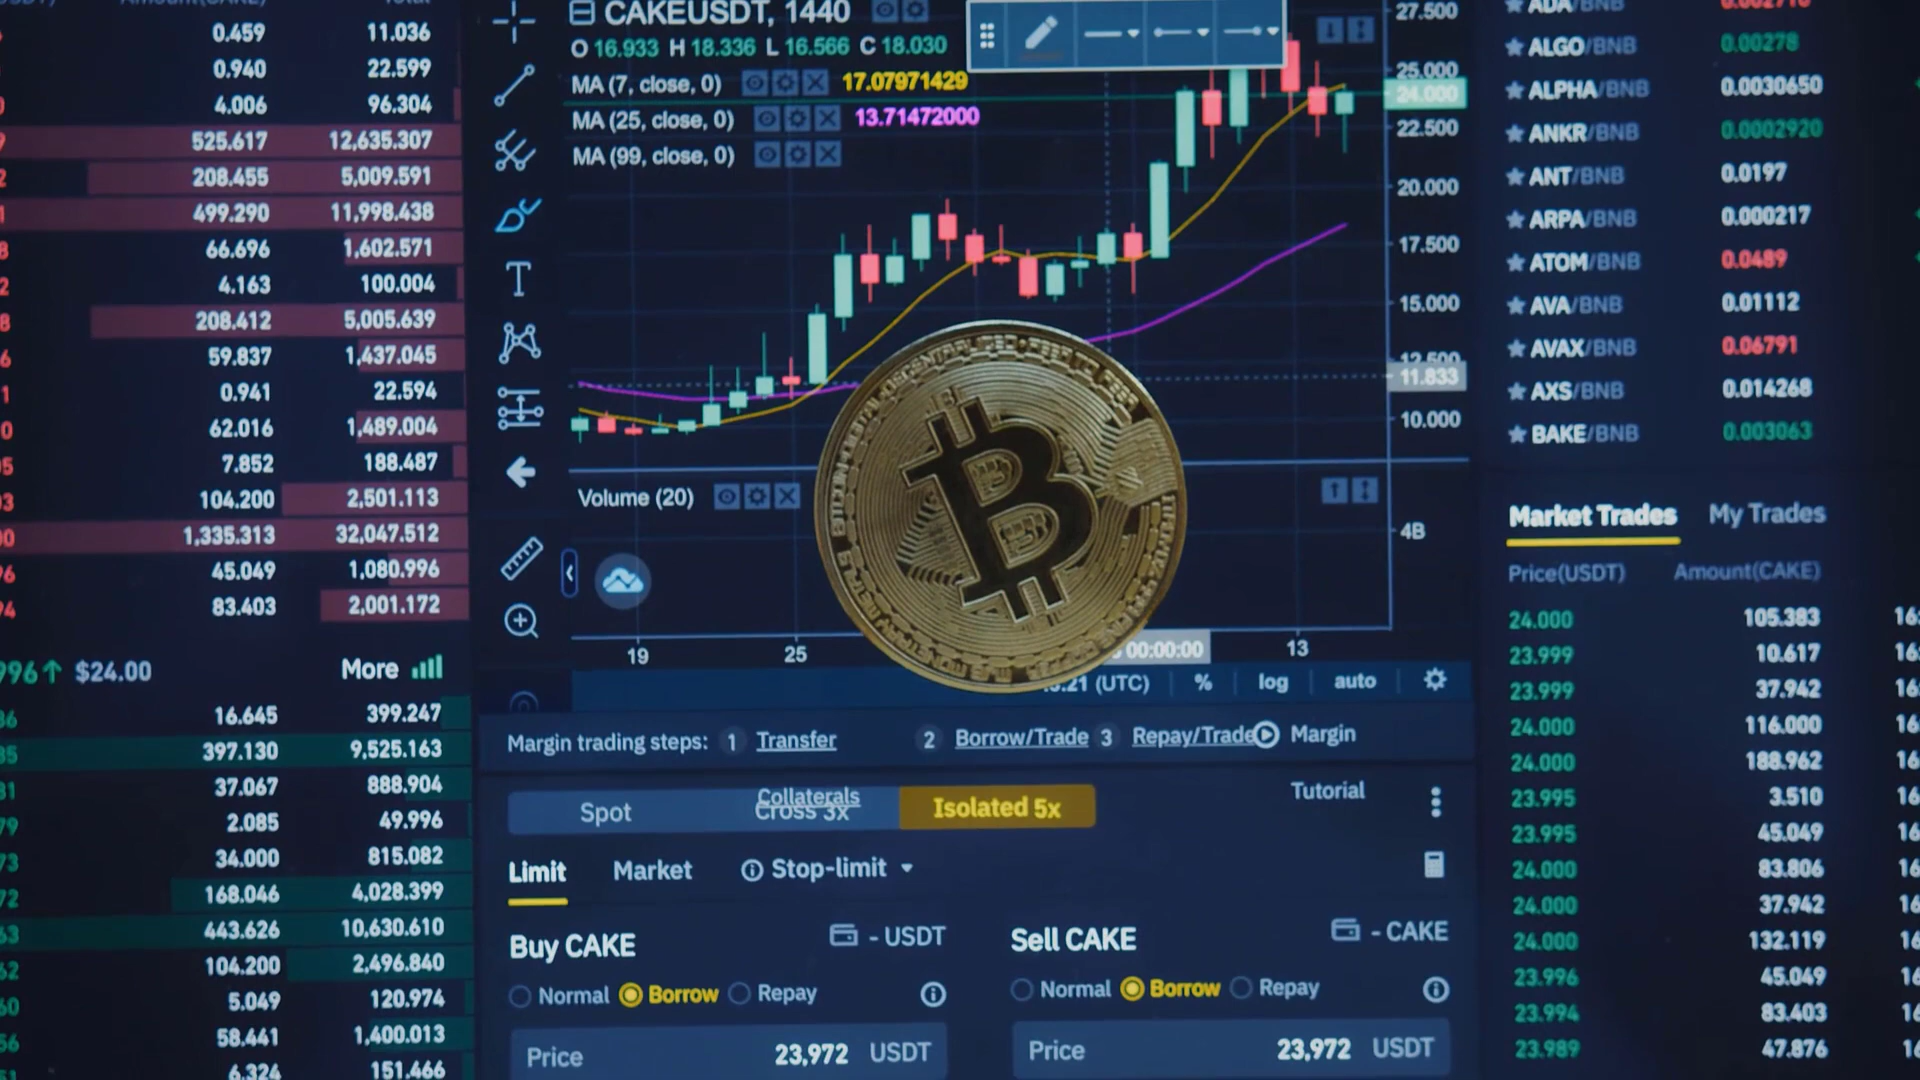 0.459 11.036
0.940 22.599
4.006 96.304
525.617 12,635.307
208.455 5,009.591
499.290 11,998.438
66.696 1,602.571
4.163 100.004
208.412 5,005.639
59.837 1,437.045
0.941 22.594
62.016 1,489.004
7.852 188.487
104.200 2,501.113
1,335.313 32,047.512
45.049 1,080.996
83.403 2,001.172
$24.00 More
16.645 399.247
397.130 9,525.163
37.067 888.904
2.085 49.996
34.000 815.082
168.046 4,028.399
443.626 10,630.610
104.200 2,496.840
5.049 120.974
58.441 1,400.013
6.324 151.466
CAKEUSDT, 1440
O 16.933 H 18.336 L 16.566 C 18.030
MA (7, close, 0) 17.07971429
MA (25, close, 0) 13.71472000
MA (99, close, 0)
27.500
25.000
24.000
22.500
20.000
17.500
15.000
12.500
11.833
10.000
Volume (20)
4B
19 25 00:00:00 13
(UTC) % log auto
Margin trading steps: 1 Transfer 2 Borrow/Trade 3 Repay/Trade Margin
Tutorial
Spot Collaterals Cross 3x Isolated 5x
Limit Market Stop-limit
Buy CAKE - USDT
Normal Borrow Repay
Price 23,972 USDT
Sell CAKE - CAKE
Normal Borrow Repay
Price 23,972 USDT
ADA/BNB
ALGO/BNB 0.00278
ALPHA/BNB 0.0030650
ANKR/BNB 0.0002920
ANT/BNB 0.0197
ARPA/BNB 0.000217
ATOM/BNB 0.0489
AVA/BNB 0.01112
AVAX/BNB 0.06791
AXS/BNB 0.014268
BAKE/BNB 0.003063
Market Trades My Trades
Price(USDT) Amount(CAKE)
24.000 105.383
23.999 10.617
23.999 37.942
24.000 116.000
24.000 188.962
23.995 3.510
23.995 45.049
24.000 83.806
24.000 37.942
24.000 132.119
23.996 45.049
23.994 83.403
23.989 47.876